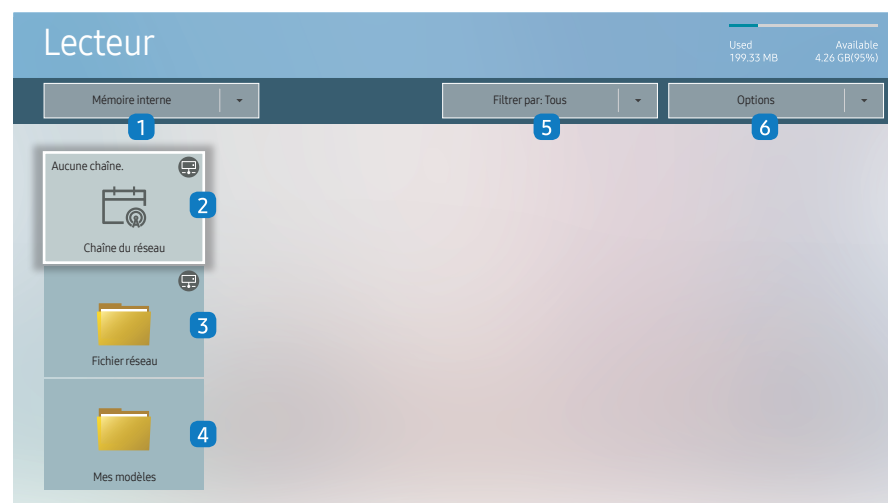 Lecteur
Used Available
199.33 MB 4.26 GB(95%)
Mémoire interne Filtrer par: Tous Options
1 5 6
Aucune chaîne.
2
Chaîne du réseau
3
Fichier réseau
4
Mes modèles